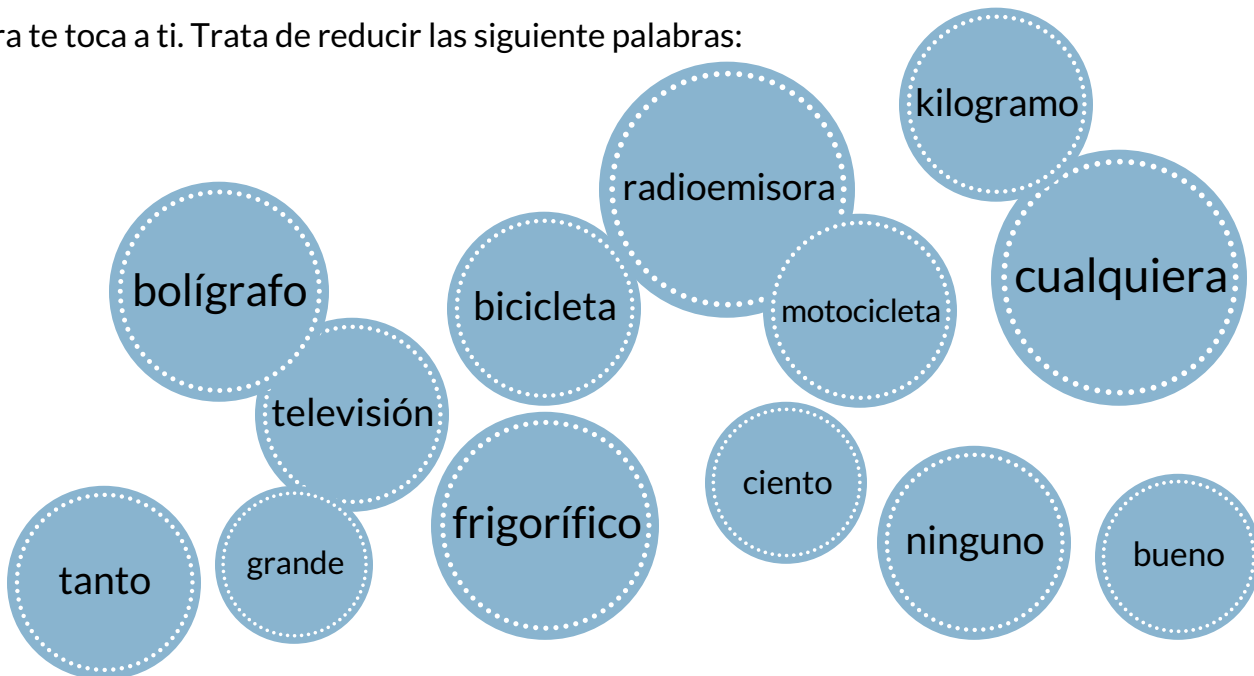 ra te toca a ti. Trata de reducir las siguiente palabras:
kilogramo
radioemisora
cualquiera
bolígrafo
bicicleta
motocicleta
televisión
ciento
frigorífico
ninguno
bueno
grande
tanto